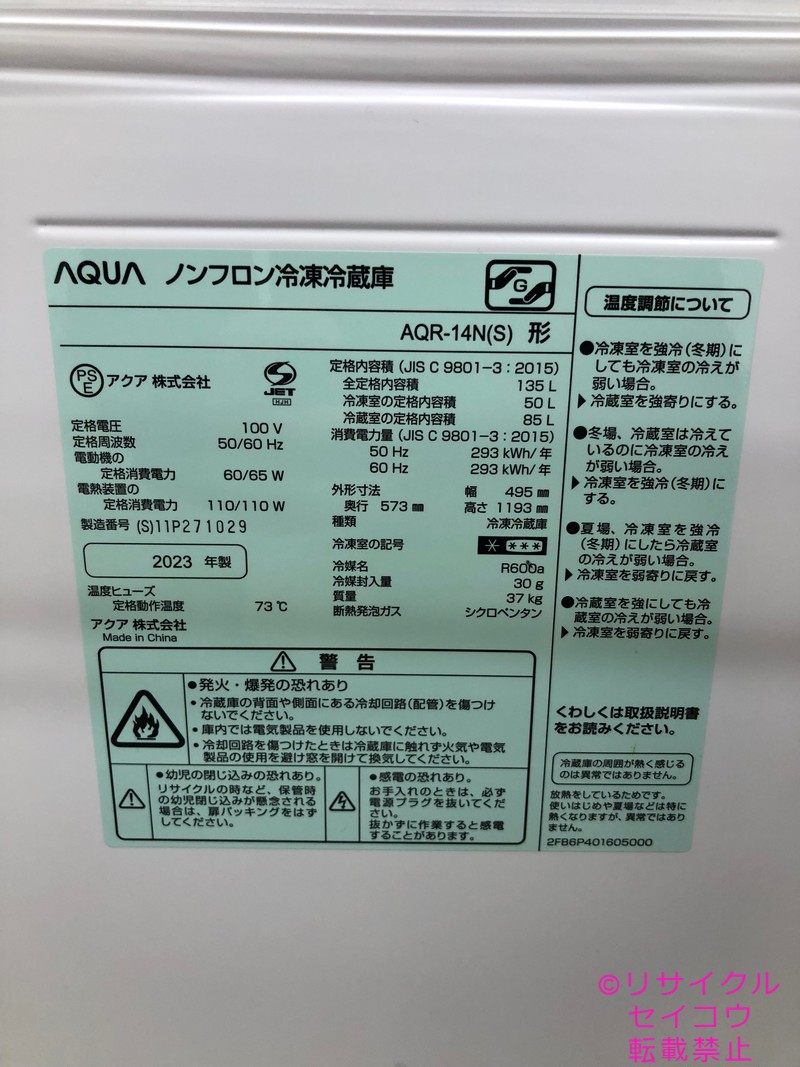 AQUA ノンフロン冷凍冷蔵庫
G
AQR-14N(S) 形
PS
E
アクア 株式会社
S
JET
HJH
定格電圧 100 V
定格周波数 50/60 Hz
電動機の
定格消費電力 60/65 W
電熱装置の
定格消費電力 110/110 W
製造番号 (S)11P271029
2023 年製
温度ヒューズ
定格動作温度 73 ℃
アクア 株式会社
Made in China
定格内容積 (JIS C 9801-3 : 2015)
全定格内容積 135 L
冷凍室の定格内容積 50 L
冷蔵室の定格内容積 85 L
消費電力量 (JIS C 9801-3 : 2015)
50 Hz 293 kWh/年
60 Hz 293 kWh/年
外形寸法 幅 495 ㎜
奥行 573 ㎜ 高さ 1193 ㎜
種類 冷凍冷蔵庫
冷凍室の記号 * ***
冷媒名 R600a
冷媒封入量 30 g
質量 37 kg
断熱発泡ガス シクロペンタン
⚠ 警告
●発火・爆発の恐れあり
・冷蔵庫の背面や側面にある冷却回路(配管)を傷つけ
ないでください。
・庫内では電気製品を使用しないでください。
・冷却回路を傷つけたときは冷蔵庫に触れず火気や電気
製品の使用を避け窓を開けて換気してください。
●幼児の閉じ込みの恐れあり。
リサイクルの時など、保管時
の幼児閉じ込みが懸念される
場合は、扉パッキングをはず
してください。
●感電の恐れあり。
お手入れのときは、必ず
電源プラグを抜いてくだ
さい。
抜かずに作業すると感電
することがあります。
温度調節について
●冷凍室を強冷(冬期)に
しても冷凍室の冷えが
弱い場合。
▶冷蔵室を強寄りにする。
●冬場、冷蔵室は冷えて
いるのに冷凍室の冷え
が弱い場合。
▶冷凍室を強冷(冬期)に
する。
●夏場、冷凍室を強冷
(冬期)にしたら冷蔵室
の冷えが弱い場合。
▶冷凍室を弱寄りに戻す。
●冷蔵室を強にしても冷
蔵室の冷えが弱い場合。
▶冷凍室を弱寄りに戻す。
くわしくは取扱説明書
をお読みください。
冷蔵庫の周囲が熱く感じる
のは異常ではありません。
放熱をしているためです。
使いはじめや夏場などは特に
熱くなりますが、異常ではあり
ません。
2FB6P401605000
©リサイクル
セイコウ
転載禁止